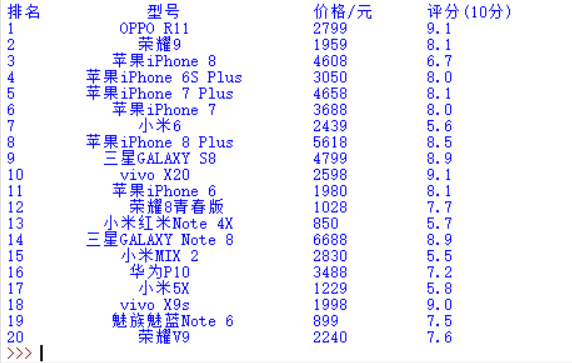 排名 型号 价格/元 评分(10分)
1 OPPO R11 2799 9.1
2 荣耀9 1959 8.1
3 苹果iPhone 8 4608 6.7
4 苹果iPhone 6S Plus 3050 8.0
5 苹果iPhone 7 Plus 4658 8.1
6 苹果iPhone 7 3688 8.0
7 小米6 2439 5.6
8 苹果iPhone 8 Plus 5618 8.5
9 三星GALAXY S8 4799 8.9
10 vivo X20 2598 9.1
11 苹果iPhone 6 1980 8.1
12 荣耀8青春版 1028 7.7
13 小米红米Note 4X 850 5.7
14 三星GALAXY Note 8 6688 8.9
15 小米MIX 2 2830 5.5
16 华为P10 3488 7.2
17 小米5X 1229 5.8
18 vivo X9s 1998 9.0
19 魅族魅蓝Note 6 899 7.5
20 荣耀V9 2240 7.6
>>>